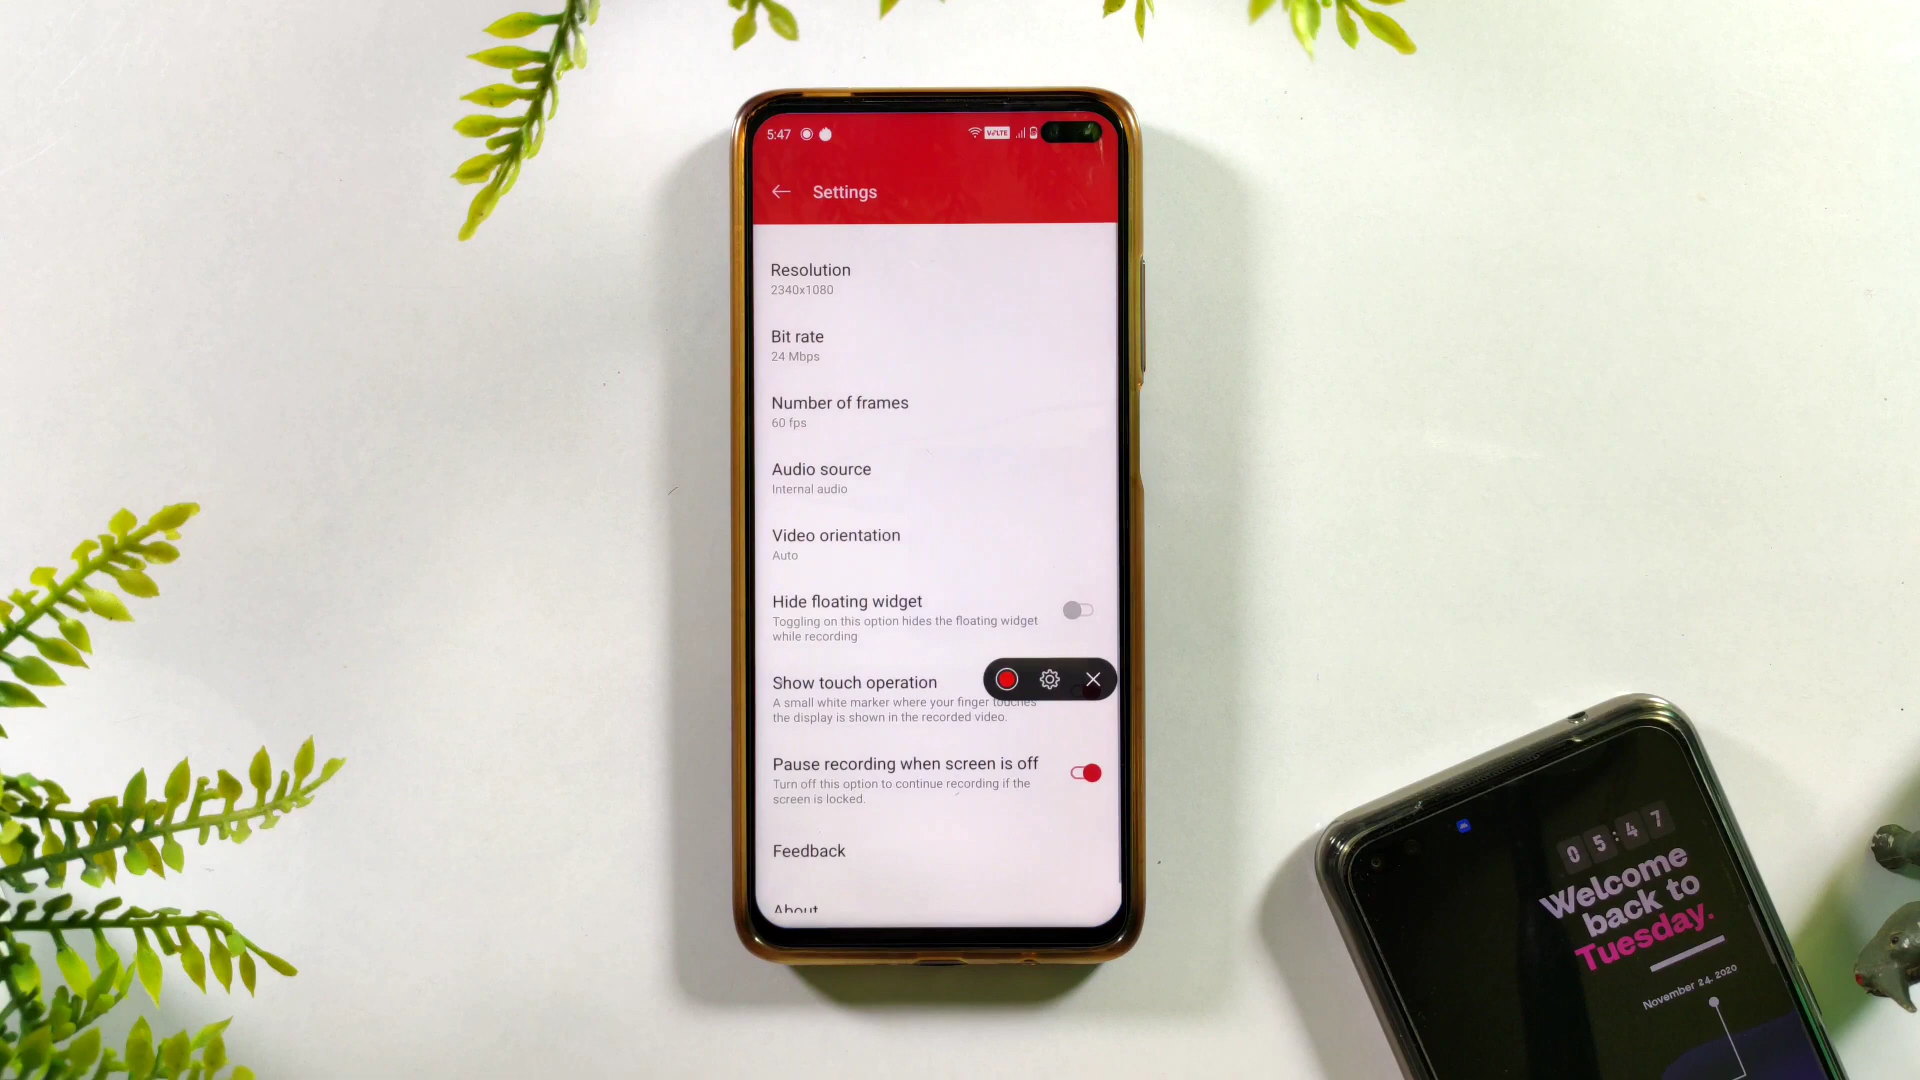 5:47
VoLTE
Settings
Resolution
2340x1080
Bit rate
24 Mbps
Number of frames
60 fps
Audio source
Internal audio
Video orientation
Auto
Hide floating widget
Toggling on this option hides the floating widget
while recording
Show touch operation
A small white marker where your finger touches
the display is shown in the recorded video.
Pause recording when screen is off
Turn off this option to continue recording if the
screen is locked.
Feedback
About
05:47
Welcome
back to
Tuesday.
November 24, 2020